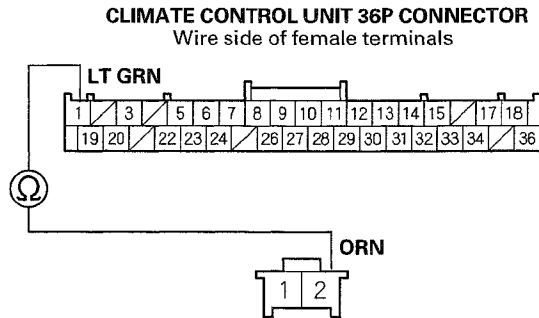 CLIMATE CONTROL UNIT 36P CONNECTOR
Wire side of female terminals
LT GRN
1 3 5 6 7 8 9 10 11 12 13 14 15 17 18
19 20 22 23 24 26 27 28 29 30 31 32 33 34 36
Ω
ORN
1 2